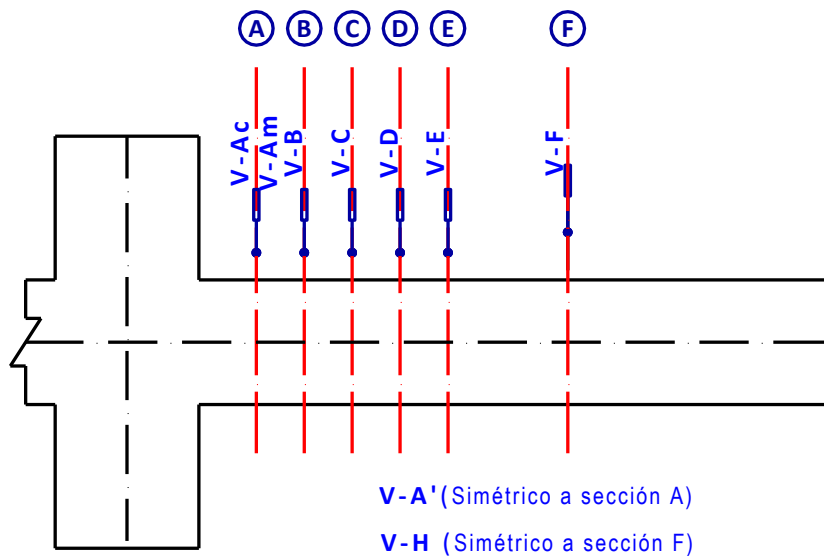 A B C D E F
V-Ac
V-Am
V-B
V-C
V-D
V-E
V-F
V-A' (Simétrico a sección A)
V-H (Simétrico a sección F)